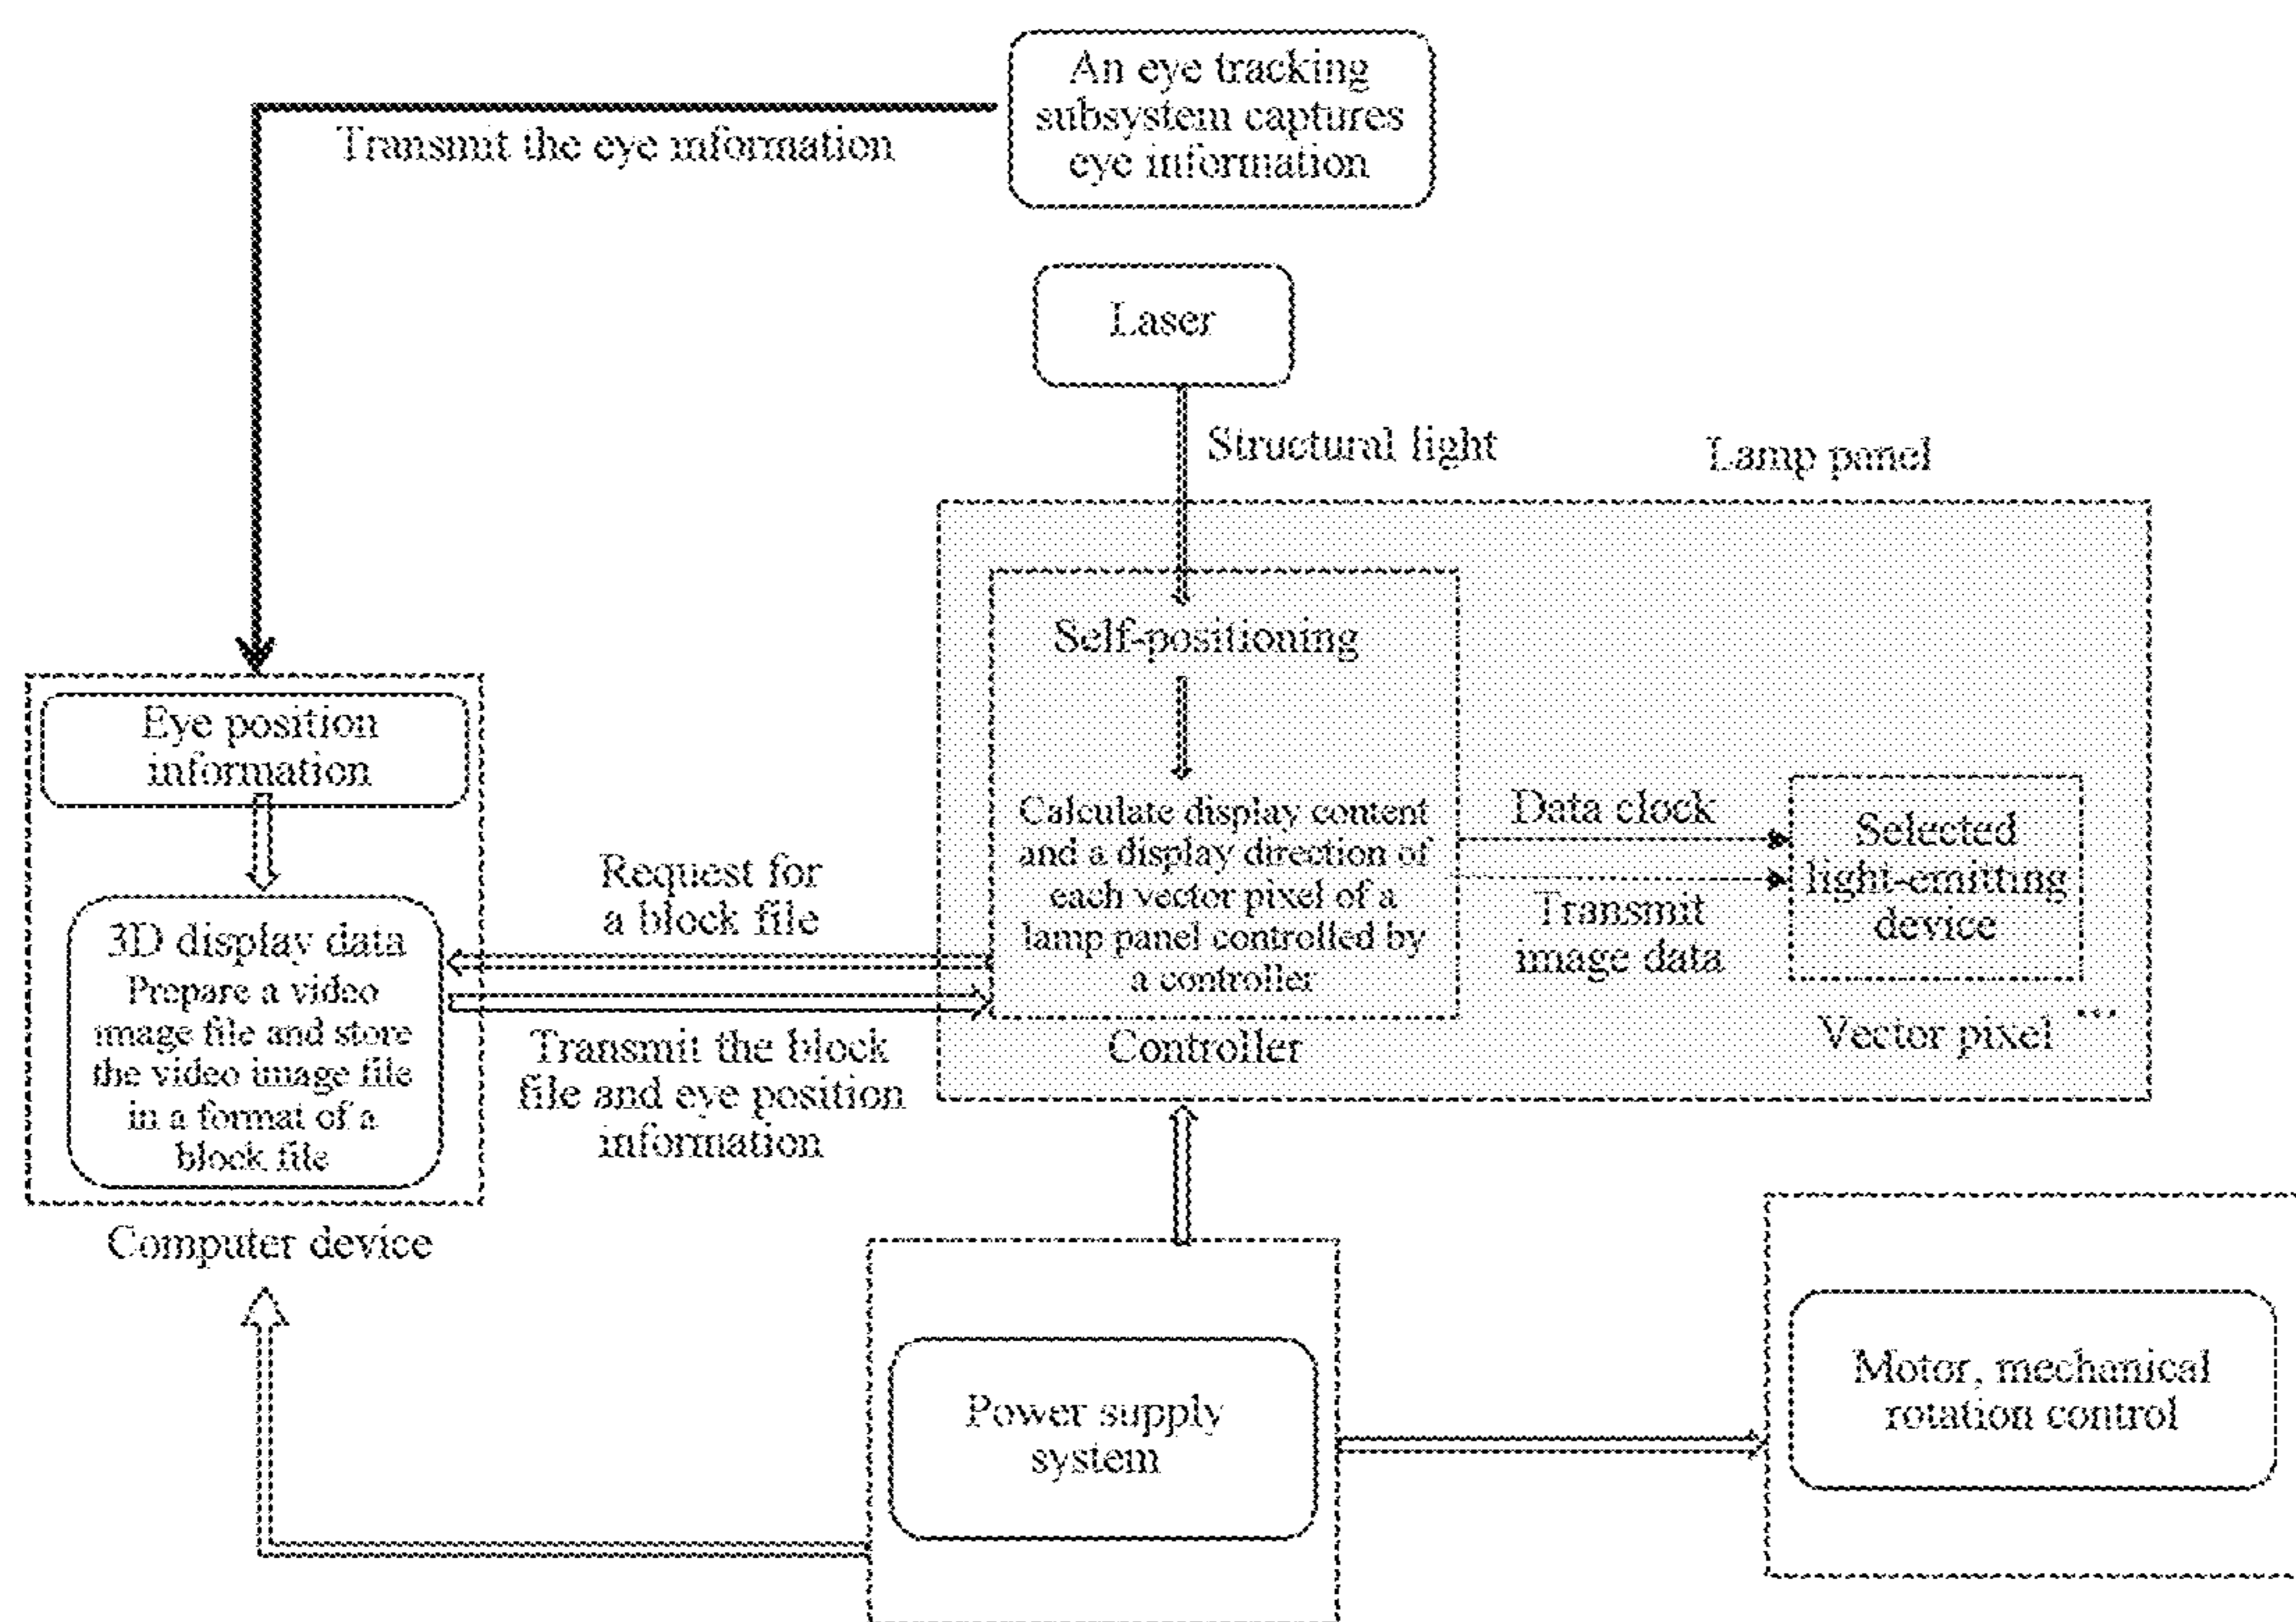 An eye tracking
subsystem captures
eye information
Transmit the eye information
Laser
Structural light
Lamp panel
Self-positioning
Eye position
information
Calculate display content
and a display direction of
each vector pixel of a
lamp panel controlled by
a controller
Data clock
Transmit
image data
Selected
light-emitting
device
Request for
a block file
3D display data
Prepare a video
image file and store
the video image file
in a format of a
block file
Transmit the block
file and eye position
information
Controller
Vector pixel ...
Computer device
Power supply
system
Motor, mechanical
rotation control